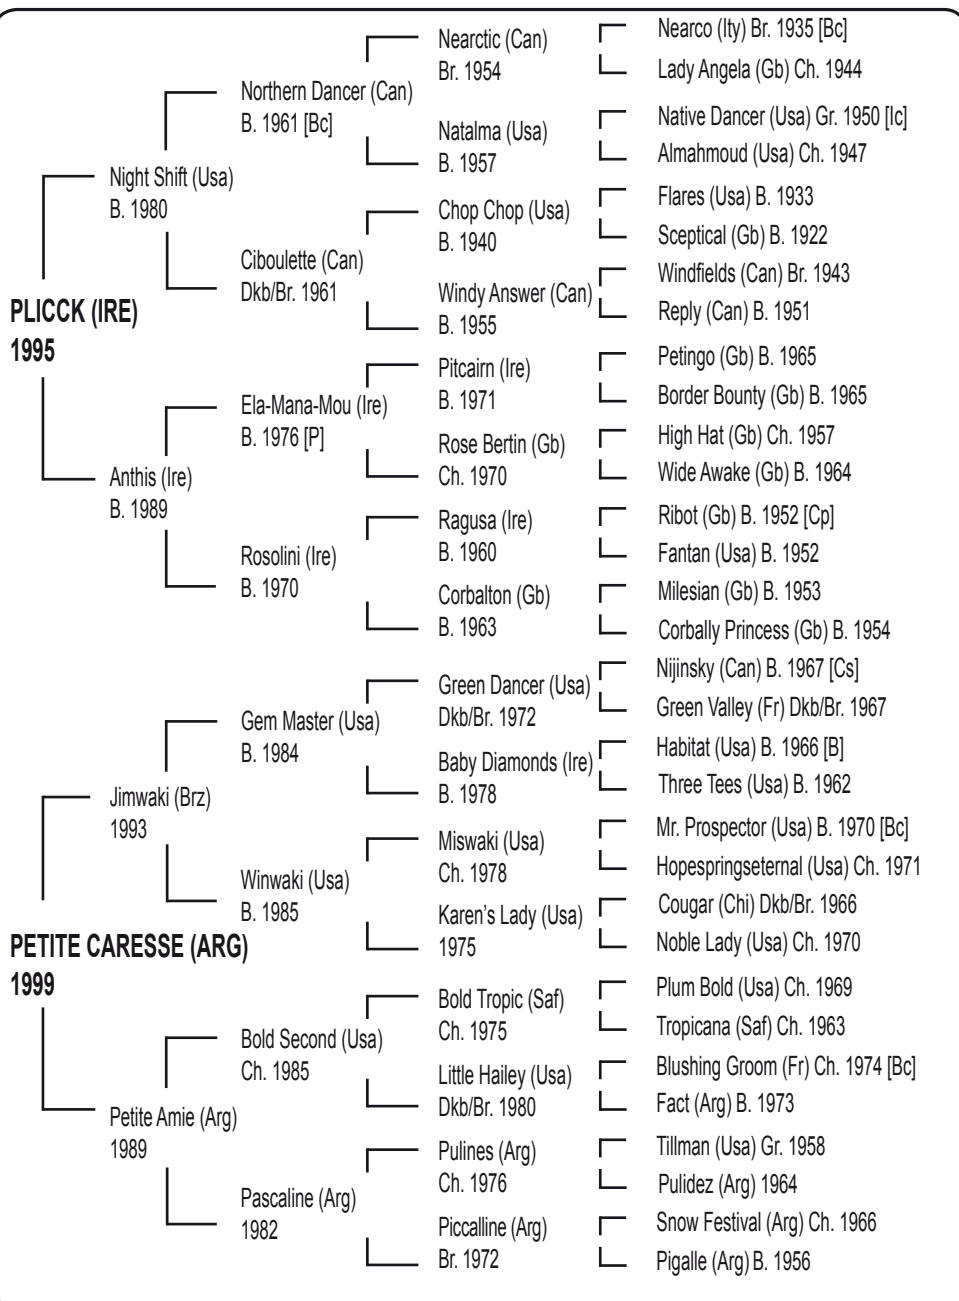 Nearco (Ity) Br. 1935 [Bc]
Nearctic (Can)
Br. 1954
Lady Angela (Gb) Ch. 1944
Northern Dancer (Can)
B. 1961 [Bc]
Native Dancer (Usa) Gr. 1950 [Ic]
Natalma (Usa)
B. 1957
Almahmoud (Usa) Ch. 1947
Night Shift (Usa)
B. 1980
Flares (Usa) B. 1933
Chop Chop (Usa)
B. 1940
Sceptical (Gb) B. 1922
Ciboulette (Can)
Dkb/Br. 1961
Windfields (Can) Br. 1943
Windy Answer (Can)
B. 1955
Reply (Can) B. 1951
PLICCK (IRE)
1995
Petingo (Gb) B. 1965
Pitcairn (Ire)
B. 1971
Border Bounty (Gb) B. 1965
Ela-Mana-Mou (Ire)
B. 1976 [P]
High Hat (Gb) Ch. 1957
Rose Bertin (Gb)
Ch. 1970
Wide Awake (Gb) B. 1964
Anthis (Ire)
B. 1989
Ribot (Gb) B. 1952 [Cp]
Ragusa (Ire)
B. 1960
Fantan (Usa) B. 1952
Rosolini (Ire)
B. 1970
Milesian (Gb) B. 1953
Corbalton (Gb)
B. 1963
Corbally Princess (Gb) B. 1954
Nijinsky (Can) B. 1967 [Cs]
Green Dancer (Usa)
Dkb/Br. 1972
Green Valley (Fr) Dkb/Br. 1967
Gem Master (Usa)
B. 1984
Habitat (Usa) B. 1966 [B]
Baby Diamonds (Ire)
B. 1978
Three Tees (Usa) B. 1962
Jimwaki (Brz)
1993
Mr. Prospector (Usa) B. 1970 [Bc]
Miswaki (Usa)
Ch. 1978
Hopespringseternal (Usa) Ch. 1971
Winwaki (Usa)
B. 1985
Cougar (Chi) Dkb/Br. 1966
Karen's Lady (Usa)
1975
Noble Lady (Usa) Ch. 1970
PETITE CARESSE (ARG)
1999
Plum Bold (Usa) Ch. 1969
Bold Tropic (Saf)
Ch. 1975
Tropicana (Saf) Ch. 1963
Bold Second (Usa)
Ch. 1985
Blushing Groom (Fr) Ch. 1974 [Bc]
Little Hailey (Usa)
Dkb/Br. 1980
Fact (Arg) B. 1973
Petite Amie (Arg)
1989
Tillman (Usa) Gr. 1958
Pulines (Arg)
Ch. 1976
Pulidez (Arg) 1964
Pascaline (Arg)
1982
Snow Festival (Arg) Ch. 1966
Piccalline (Arg)
Br. 1972
Pigalle (Arg) B. 1956